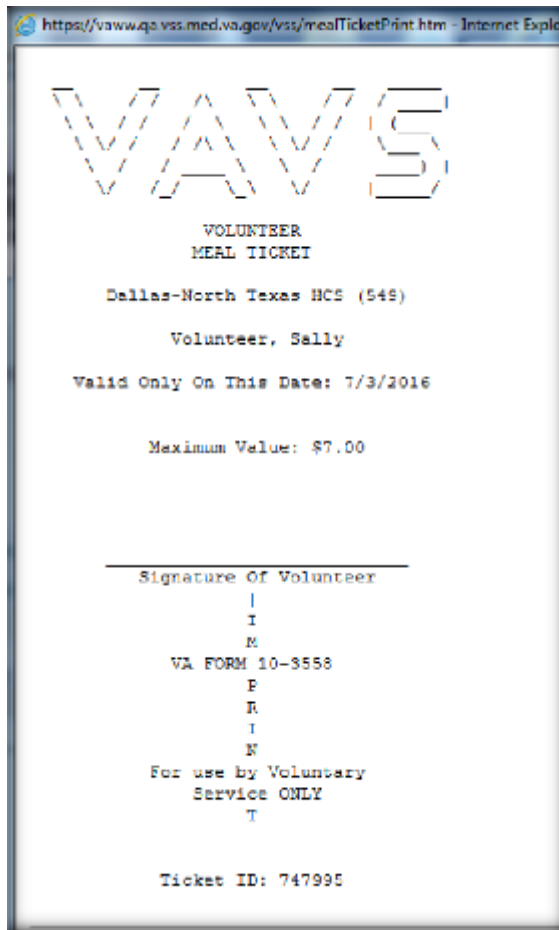 https://vaww.qa.vss.med.va.gov/vss/mealTicketPrint.htm - Internet Explo
VAVS
VOLUNTEER
MEAL TICKET
Dallas-North Texas HCS (549)
Volunteer, Sally
Valid Only On This Date: 7/3/2016
Maximum Value: $7.00
Signature Of Volunteer
|
I
M
VA FORM 10-3558
P
R
I
N
For use by Voluntary
Service ONLY
T
Ticket ID: 747995